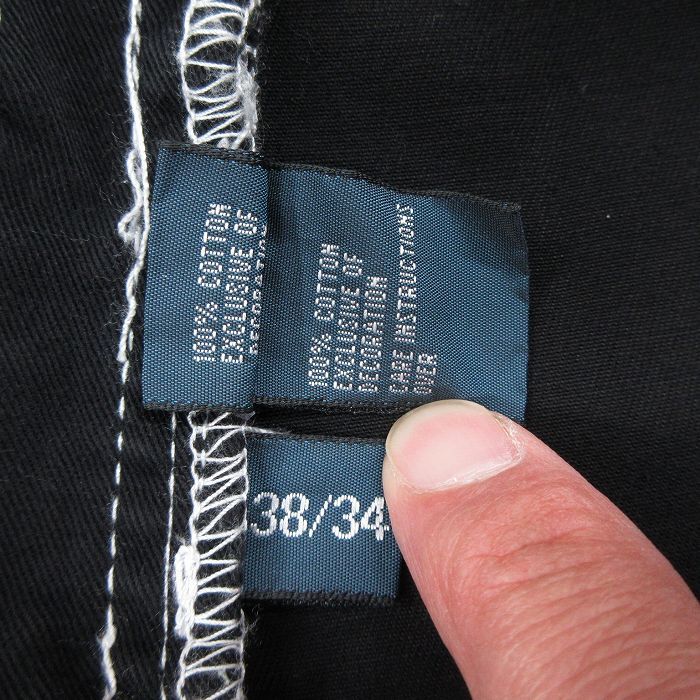 100% COTTON
EXCLUSIVE OF
100% COTTON
EXCLUSIVE OF
DECORATION
CARE INSTRUCTIONS
OVER
38/34